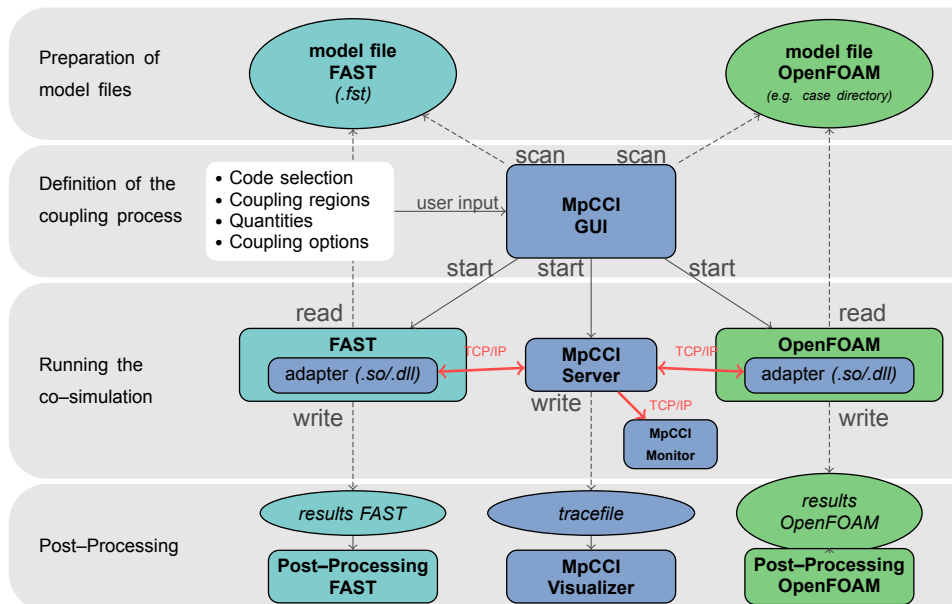 Preparation of
model files
model file
FAST
(.fst)
model file
OpenFOAM
(e.g. case directory)
scan
scan
Definition of the
coupling process
• Code selection
• Coupling regions
• Quantities
• Coupling options
user input
MpCCI
GUI
start
start
start
read
read
Running the
co–simulation
FAST
adapter (.so/.dll)
TCP/IP
MpCCI
Server
TCP/IP
OpenFOAM
adapter (.so/.dll)
write
write
write
TCP/IP
MpCCI
Monitor
Post–Processing
results FAST
tracefile
results
OpenFOAM
Post–Processing
FAST
MpCCI
Visualizer
Post–Processing
OpenFOAM